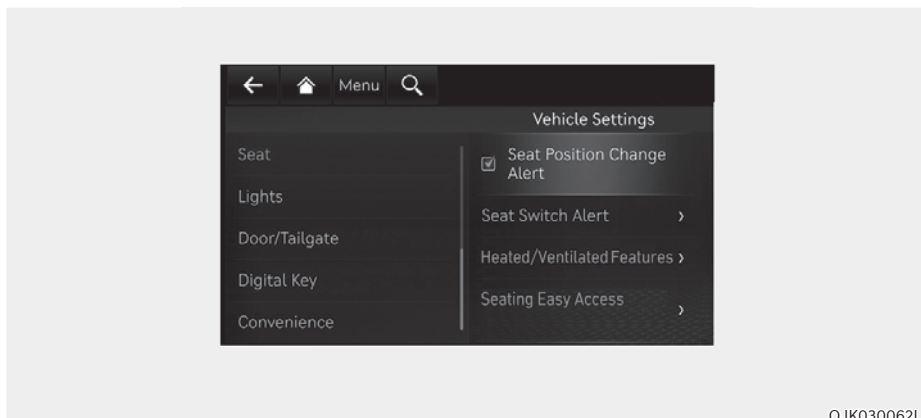 Menu
Vehicle Settings
Seat
Lights
Door/Tailgate
Digital Key
Convenience
Seat Position Change
Alert
Seat Switch Alert
Heated/Ventilated Features
Seating Easy Access